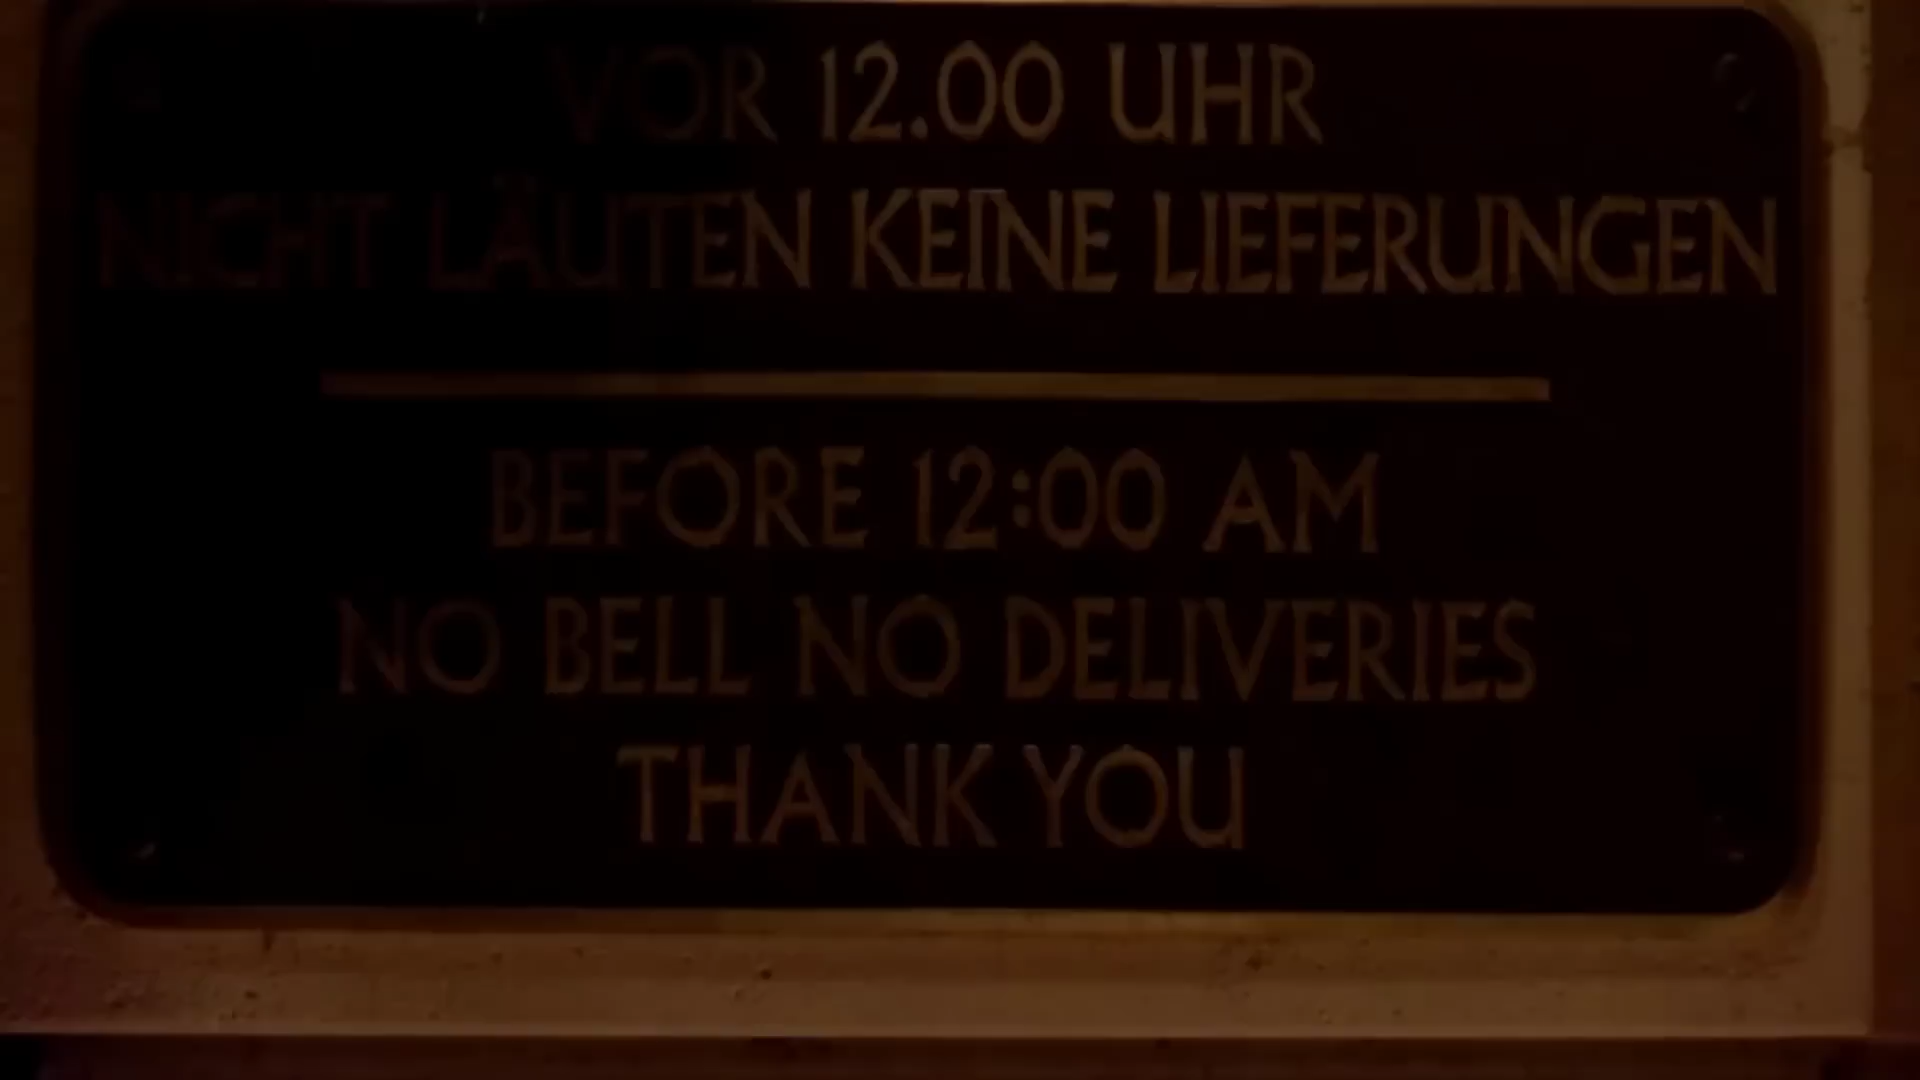 VOR 12.00 UHR
NICHT LÄUTEN KEINE LIEFERUNGEN
BEFORE 12:00 AM
NO BELL NO DELIVERIES
THANK YOU